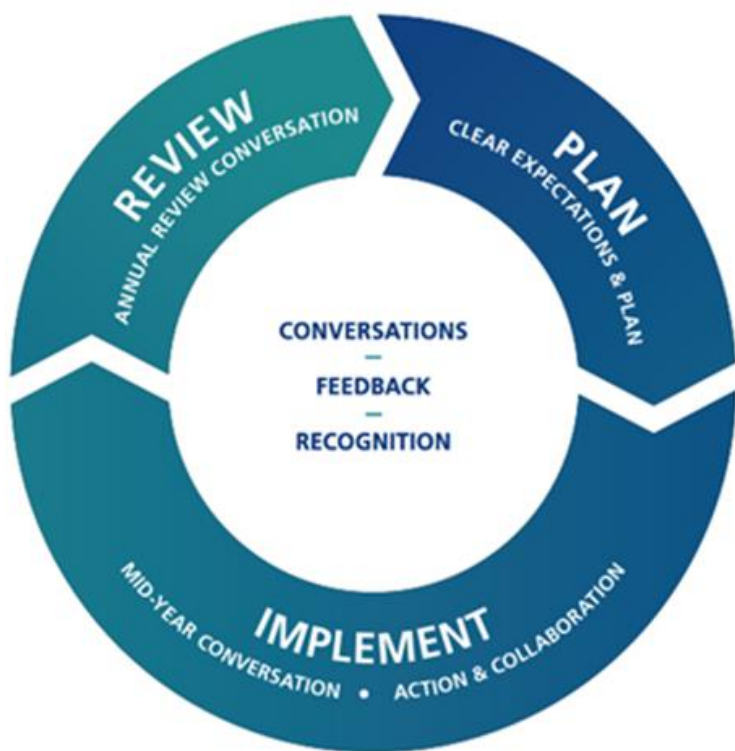 REVIEW
ANNUAL REVIEW CONVERSATION
PLAN
CLEAR EXPECTATIONS & PLAN
CONVERSATIONS
–
FEEDBACK
–
RECOGNITION
IMPLEMENT
MID-YEAR CONVERSATION • ACTION & COLLABORATION